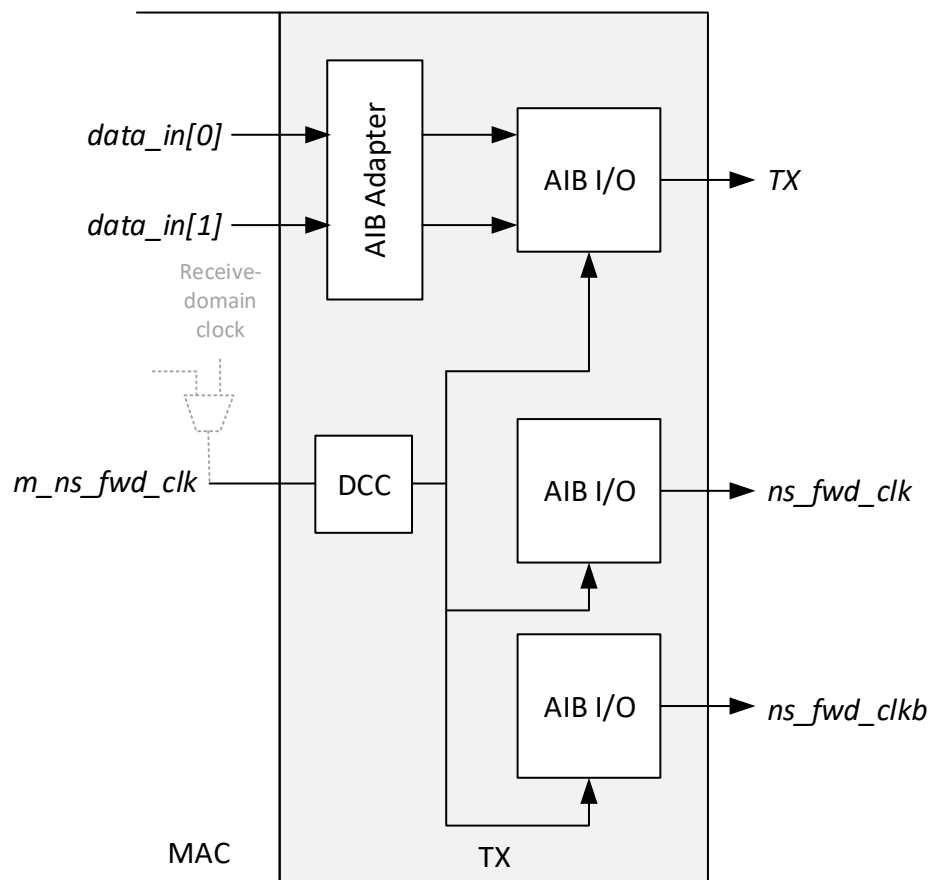 data_in[0]
data_in[1]
AIB Adapter
AIB I/O
TX
Receive-
domain
clock
m_ns_fwd_clk
DCC
AIB I/O
ns_fwd_clk
AIB I/O
ns_fwd_clkb
MAC
TX